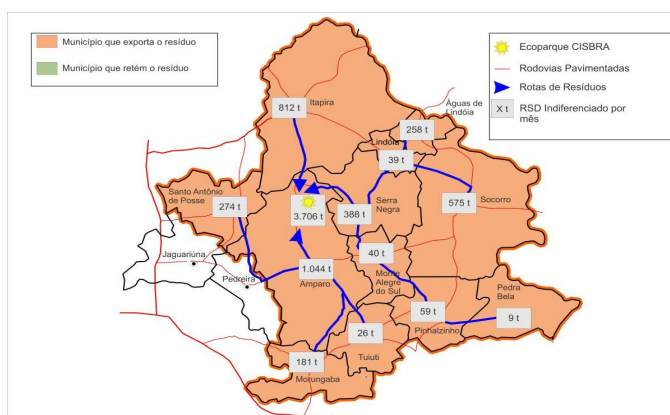 Município que exporta o resíduo
Município que retém o resíduo
Ecoparque CISBRA
Rodovias Pavimentadas
Rotas de Resíduos
X t
RSD Indiferenciado por
mês
812 t
Itapira
Águas de
Lindóia
258 t
Lindóia
39 t
Santo Antônio
de Posse
274 t
3.706 t
388 t
Serra
Negra
575 t
Socorro
Jaguariúna
Pedreira
40 t
Monte
Alegre
do Sul
1.044 t
Amparo
Pedra
Bela
59 t
9 t
Pinhalzinho
26 t
Tuiuti
181 t
Morungaba